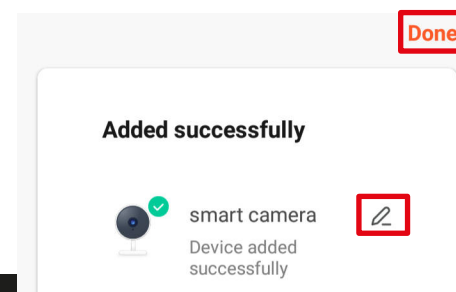 Done
Added successfully
smart camera
Device added
successfully